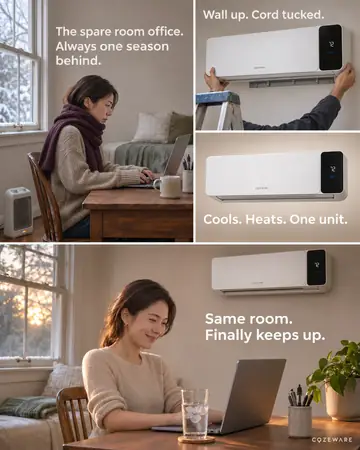 The spare room office.
Always one season
behind.
Wall up. Cord tucked.
Cools. Heats. One unit.
Same room.
Finally keeps up.
COZEWARE